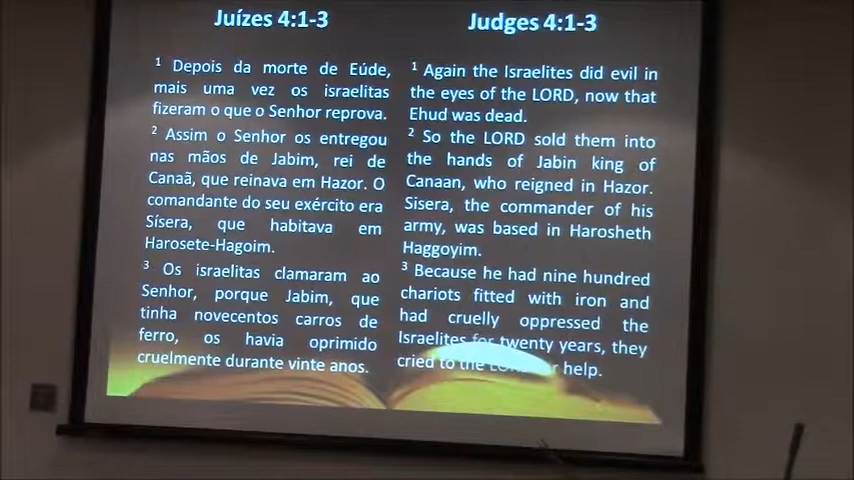 Juízes 4:1-3
¹ Depois da morte de Eúde,
mais uma vez os israelitas
fizeram o que o Senhor reprova.
² Assim o Senhor os entregou
nas mãos de Jabim, rei de
Canaã, que reinava em Hazor. O
comandante do seu exército era
Sísera, que habitava em
Harosete-Hagoim.
³ Os israelitas clamaram ao
Senhor, porque Jabim, que
tinha novecentos carros de
ferro, os havia oprimido
cruelmente durante vinte anos.
Judges 4:1-3
¹ Again the Israelites did evil in
the eyes of the LORD, now that
Ehud was dead.
² So the LORD sold them into
the hands of Jabin king of
Canaan, who reigned in Hazor.
Sisera, the commander of his
army, was based in Harosheth
Haggoyim.
³ Because he had nine hundred
chariots fitted with iron and
had cruelly oppressed the
Israelites for twenty years, they
cried to the LORD for help.